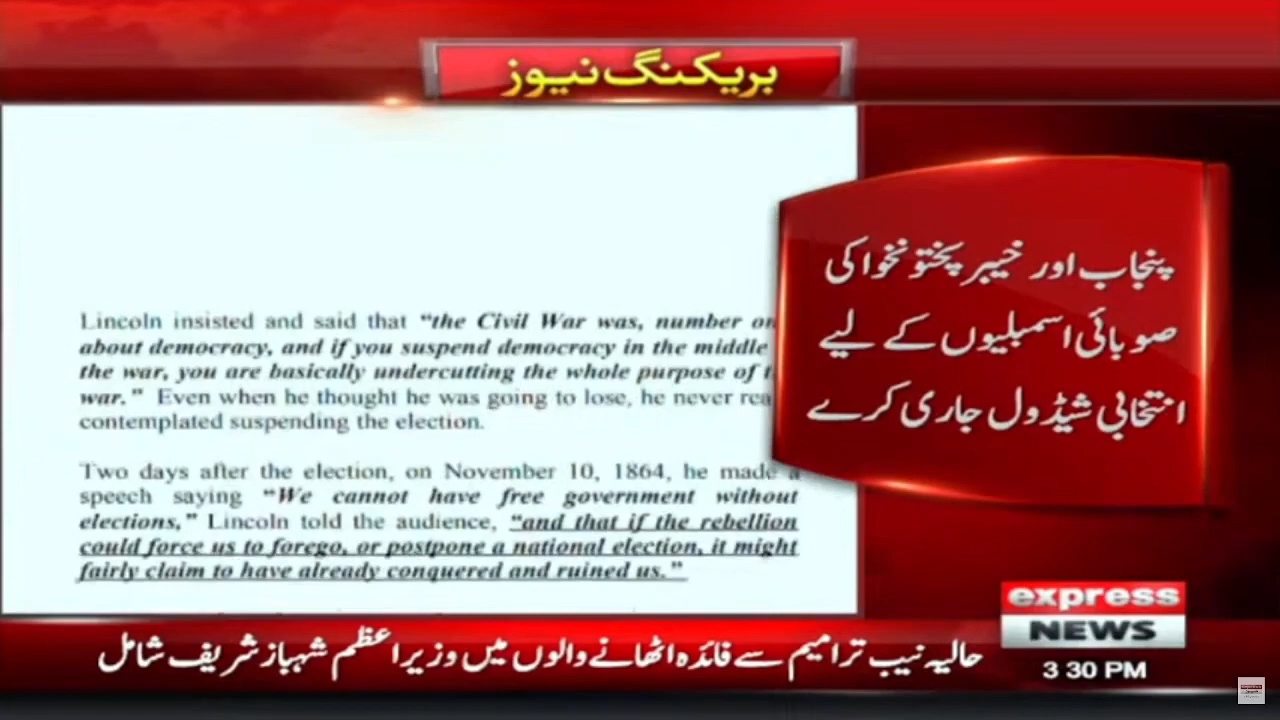 بریکنگ نیوز
Lincoln insisted and said that “the Civil War was, number
about democracy, and if you suspend democracy in the middle
the war, you are basically undercutting the whole purpose of
war.” Even when he thought he was going to lose, he never
contemplated suspending the election.
Two days after the election, on November 10, 1864, he made a
speech saying “We cannot have free government without
elections,” Lincoln told the audience, “and that if the rebellion
could force us to forego, or postpone a national election, it might
fairly claim to have already conquered and ruined us.”
پنجاب اور خیبر پختونخوا کی
صوبائی اسمبلیوں کے لیے
انتخابی شیڈول جاری کرے
express
NEWS
3 30 PM
حالیہ نیب ترامیم سے فائدہ اٹھانے والوں میں وزیراعظم شہباز شریف شامل